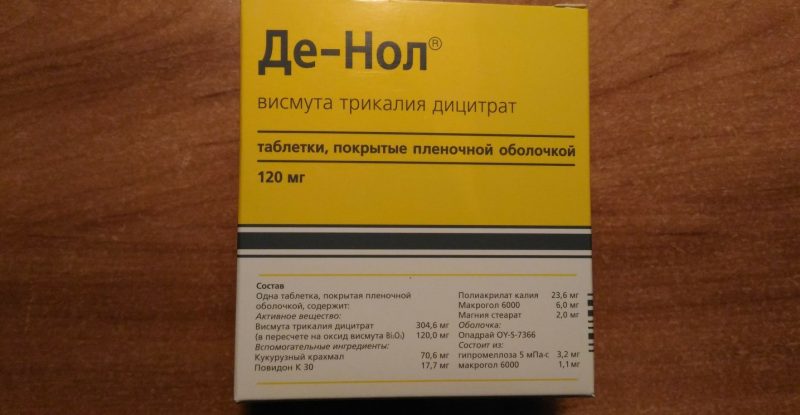 Де-Нол®
висмута трикалия дицитрат
таблетки, покрытые пленочной оболочкой
120 мг
Состав
Одна таблетка, покрытая пленочной
оболочкой, содержит:
Активное вещество:
Висмута трикалия дицитрат 304,6 мг
(в пересчете на оксид висмута Bi₂O₃) 120,0 мг
Вспомогательные ингредиенты:
Кукурузный крахмал 70,6 мг
Повидон К 30 17,7 мг
Полиакрилат калия 23,6 мг
Макрогол 6000 6,0 мг
Магния стеарат 2,0 мг
Оболочка:
Опадрай OY-S-7366
Состоит из:
гипромеллоза 5 мПа·с 3,2 мг
макрогол 6000 1,1 мг